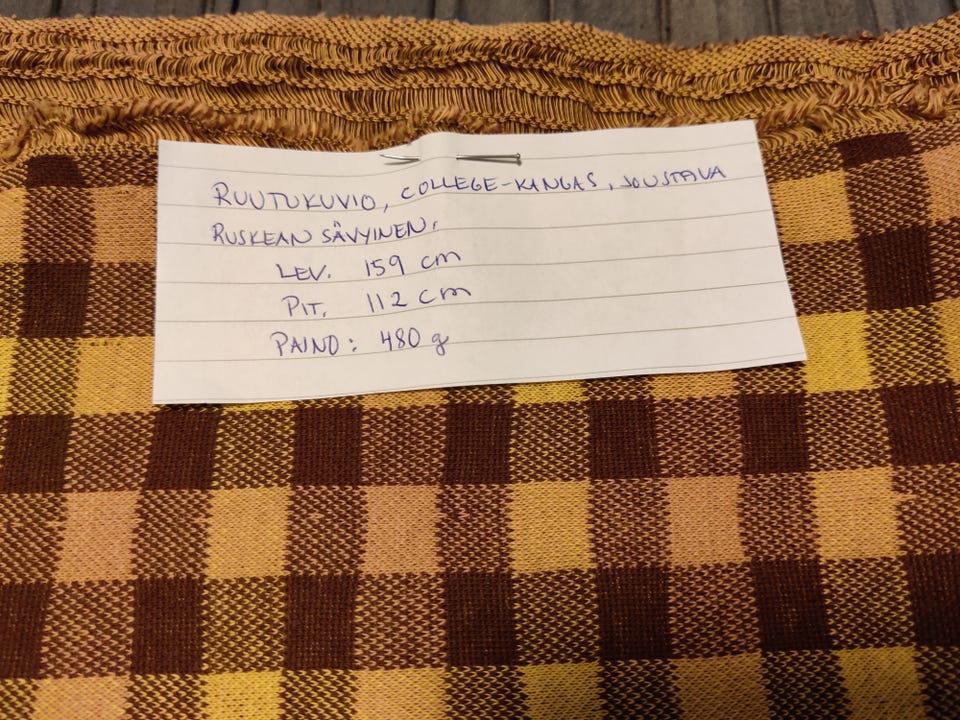 RUUTUKUVIO, COLLEGE-KANGAS, JOUSTAVA
RUSKEAN SÄVYINEN.
LEV. 159 cm
PIT. 112 cm
PAINO: 480 g